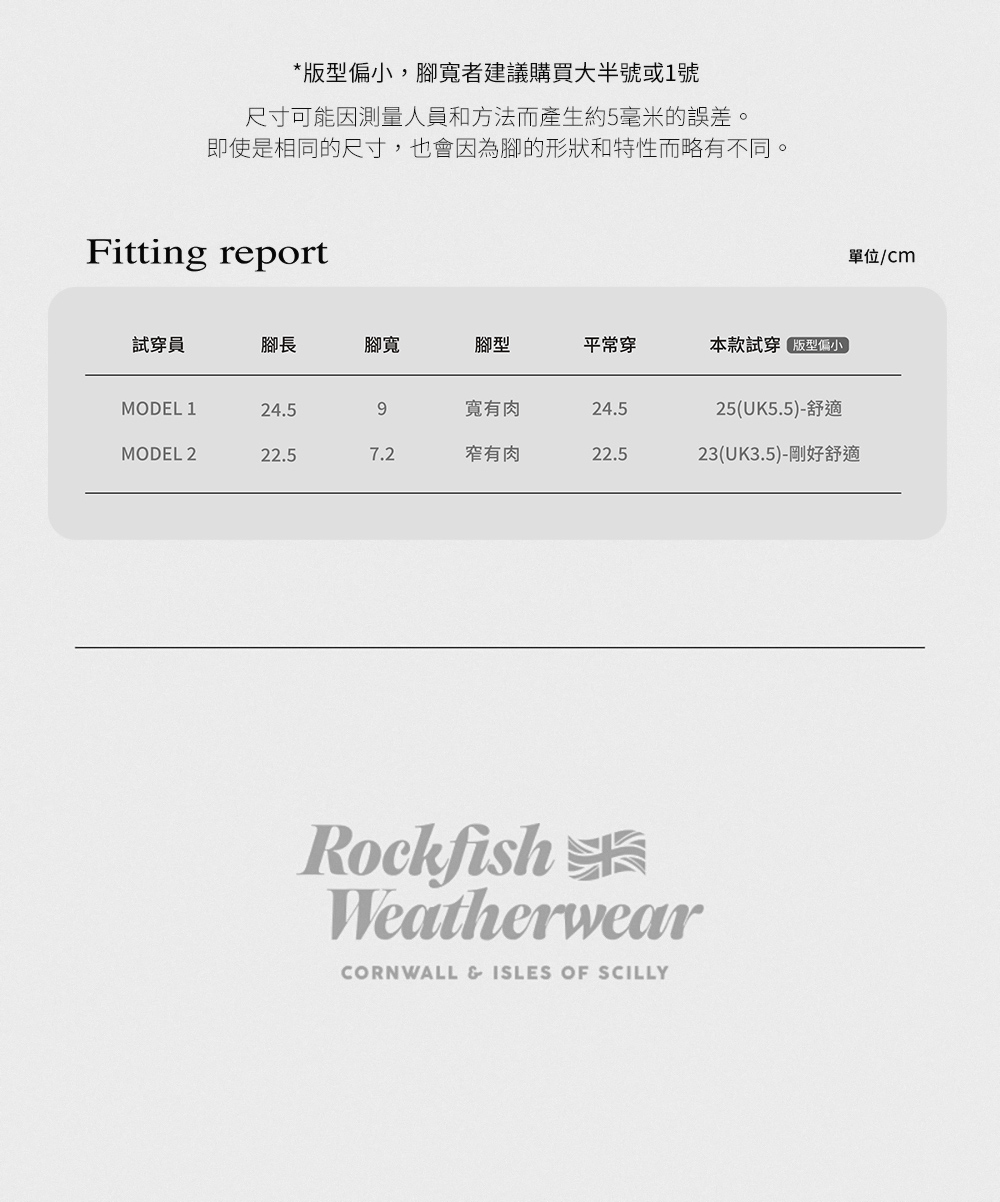 *版型偏小，腳寬者建議購買大半號或1號
尺寸可能因測量人員和方法而產生約5毫米的誤差。
即使是相同的尺寸，也會因為腳的形狀和特性而略有不同。
Fitting report
單位/cm
試穿員 腳長 腳寬 腳型 平常穿 本款試穿 版型偏小
MODEL 1 24.5 9 寬有肉 24.5 25(UK5.5)-舒適
MODEL 2 22.5 7.2 窄有肉 22.5 23(UK3.5)-剛好舒適
Rockfish
Weatherwear
CORNWALL & ISLES OF SCILLY